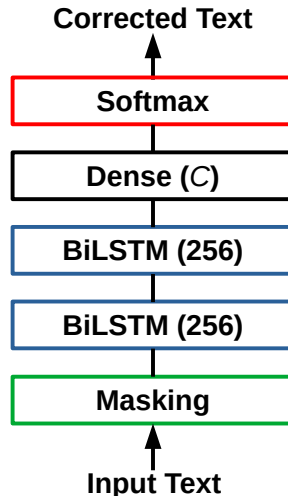 Corrected Text
Softmax
Dense (C)
BiLSTM (256)
BiLSTM (256)
Masking
Input Text